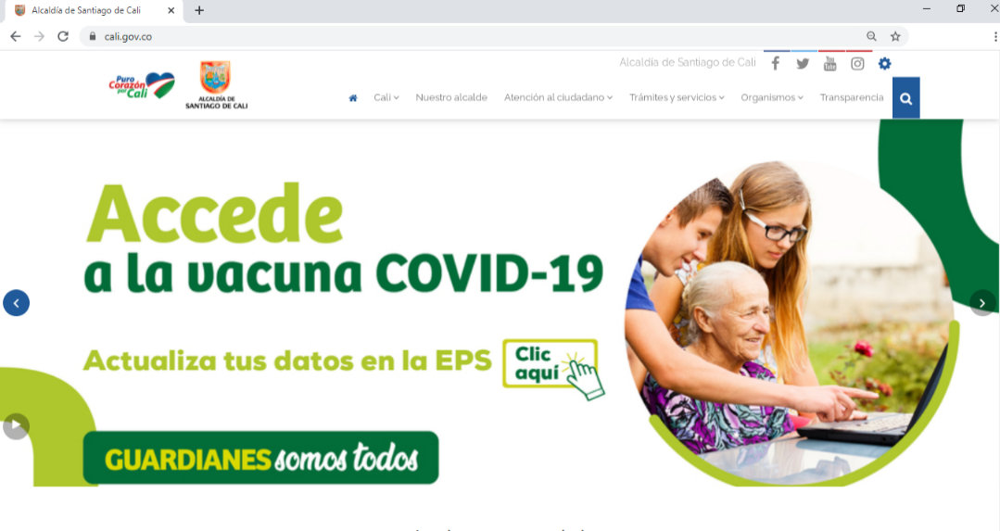 Alcaldía de Santiago de Cali
cali.gov.co
Alcaldía de Santiago de Cali
You
Tube
Puro
Corazón
por Cali
ALCALDÍA DE
SANTIAGO DE CALI
Cali
Nuestro alcalde
Atención al ciudadano
Trámites y servicios
Organismos
Transparencia
Accede
a la vacuna COVID-19
Actualiza tus datos en la EPS
Clic
aquí
GUARDIANES somos todos